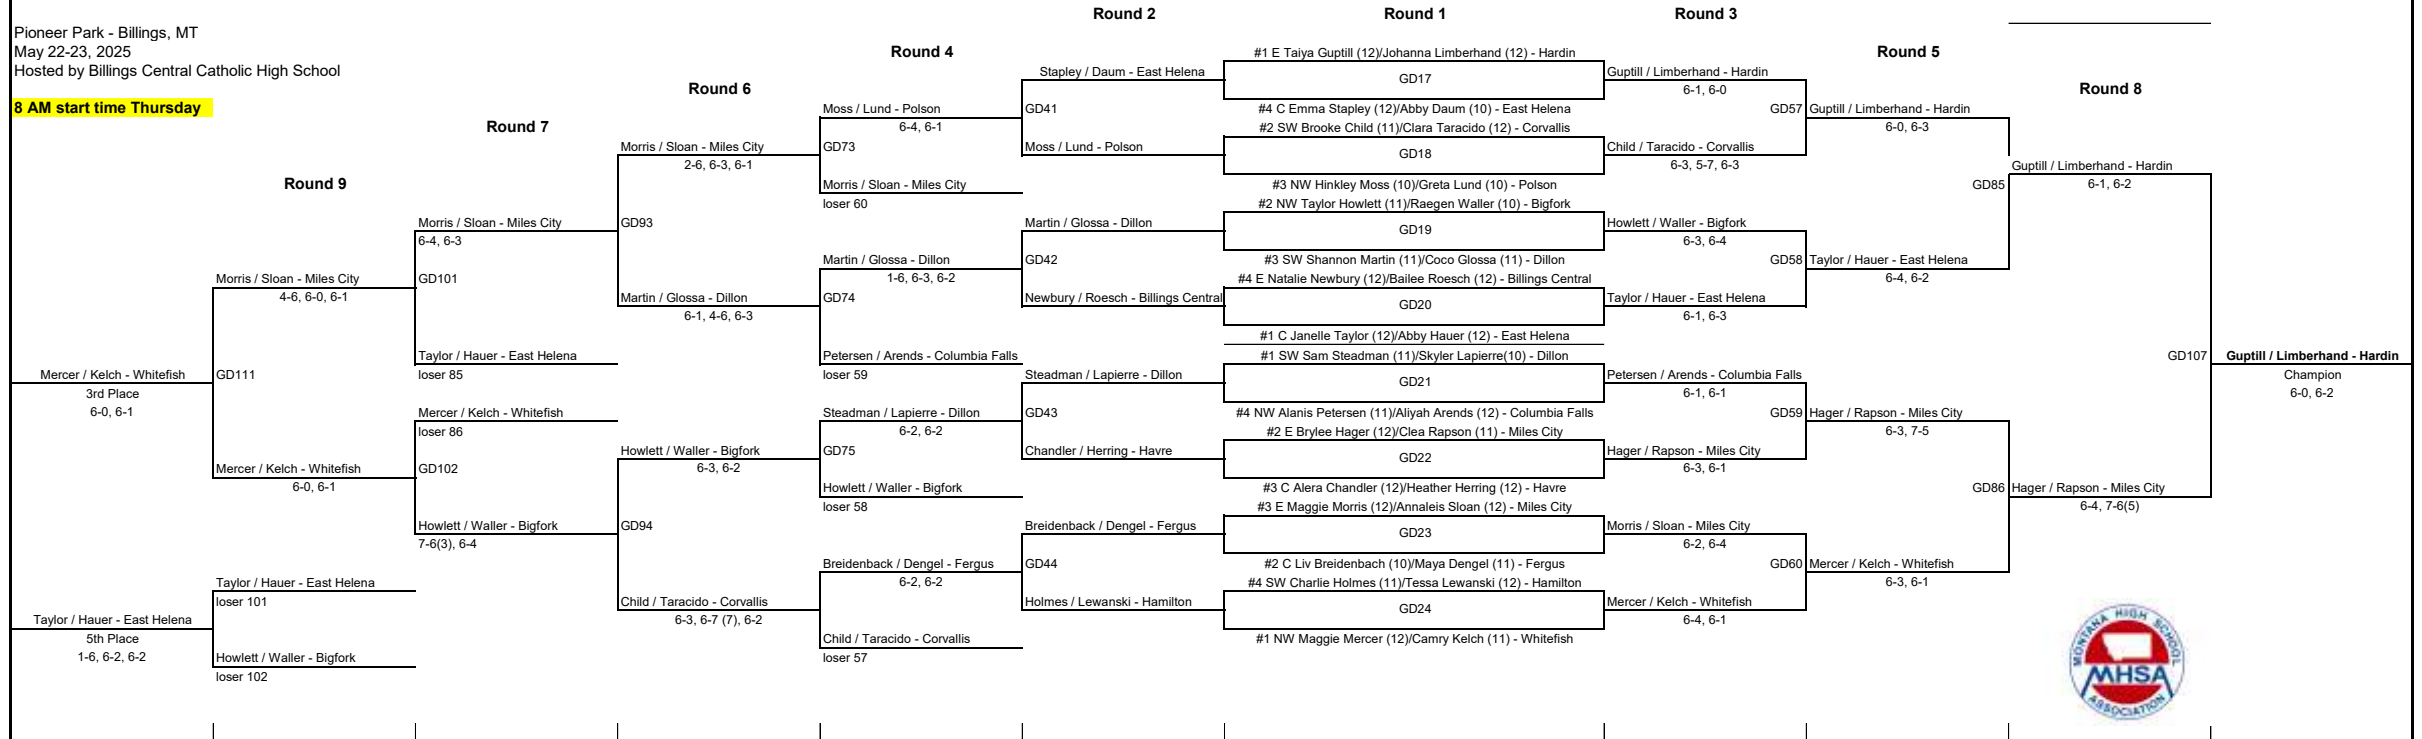 Pioneer Park - Billings, MT
May 22-23, 2025
Hosted by Billings Central Catholic High School
8 AM start time Thursday
Round 9
Mercer / Kelch - Whitefish
3rd Place
6-0, 6-1
Taylor / Hauer - East Helena
5th Place
1-6, 6-2, 6-2
Morris / Sloan - Miles City
4-6, 6-0, 6-1
GD111
Mercer / Kelch - Whitefish
6-0, 6-1
Taylor / Hauer - East Helena
loser 101
Howlett / Waller - Bigfork
loser 102
Round 7
Morris / Sloan - Miles City
6-4, 6-3
GD101
Taylor / Hauer - East Helena
loser 85
Mercer / Kelch - Whitefish
loser 86
GD102
Howlett / Waller - Bigfork
7-6(3), 6-4
Round 6
Morris / Sloan - Miles City
2-6, 6-3, 6-1
GD93
Martin / Glossa - Dillon
6-1, 4-6, 6-3
Howlett / Waller - Bigfork
6-3, 6-2
GD94
Child / Taracido - Corvallis
6-3, 6-7 (7), 6-2
Round 4
Moss / Lund - Polson
6-4, 6-1
GD73
Morris / Sloan - Miles City
loser 60
Martin / Glossa - Dillon
1-6, 6-3, 6-2
GD74
Petersen / Arends - Columbia Falls
loser 59
Steadman / Lapierre - Dillon
6-2, 6-2
GD75
Howlett / Waller - Bigfork
loser 58
Breidenback / Dengel - Fergus
6-2, 6-2
Child / Taracido - Corvallis
loser 57
Round 2
Stapley / Daum - East Helena
GD41
Moss / Lund - Polson
Martin / Glossa - Dillon
GD42
Newbury / Roesch - Billings Central
Steadman / Lapierre - Dillon
GD43
Chandler / Herring - Havre
Breidenback / Dengel - Fergus
GD44
Holmes / Lewanski - Hamilton
Round 1
#1 E Taiya Guptill (12)/Johanna Limberhand (12) - Hardin
GD17
#4 C Emma Stapley (12)/Abby Daum (10) - East Helena
#2 SW Brooke Child (11)/Clara Taracido (12) - Corvallis
GD18
#3 NW Hinkley Moss (10)/Greta Lund (10) - Polson
#2 NW Taylor Howlett (11)/Raegen Waller (10) - Bigfork
GD19
#3 SW Shannon Martin (11)/Coco Glossa (11) - Dillon
#4 E Natalie Newbury (12)/Bailee Roesch (12) - Billings Central
GD20
#1 C Janelle Taylor (12)/Abby Hauer (12) - East Helena
#1 SW Sam Steadman (11)/Skyler Lapierre(10) - Dillon
GD21
#4 NW Alanis Petersen (11)/Aliyah Arends (12) - Columbia Falls
#2 E Brylee Hager (12)/Clea Rapson (11) - Miles City
GD22
#3 C Alera Chandler (12)/Heather Herring (12) - Havre
#3 E Maggie Morris (12)/Annaleis Sloan (12) - Miles City
GD23
#2 C Liv Breidenbach (10)/Maya Dengel (11) - Fergus
#4 SW Charlie Holmes (11)/Tessa Lewanski (12) - Hamilton
GD24
#1 NW Maggie Mercer (12)/Camry Kelch (11) - Whitefish
Round 3
Guptill / Limberhand - Hardin
6-1, 6-0
GD57
Child / Taracido - Corvallis
6-3, 5-7, 6-3
Howlett / Waller - Bigfork
6-3, 6-4
GD58
Taylor / Hauer - East Helena
6-1, 6-3
Petersen / Arends - Columbia Falls
6-1, 6-1
GD59
Hager / Rapson - Miles City
6-3, 6-1
Morris / Sloan - Miles City
6-2, 6-4
GD60
Mercer / Kelch - Whitefish
6-4, 6-1
Round 5
Guptill / Limberhand - Hardin
6-0, 6-3
GD85
Taylor / Hauer - East Helena
6-4, 6-2
Hager / Rapson - Miles City
6-3, 7-5
GD86
Mercer / Kelch - Whitefish
6-3, 6-1
Round 8
Guptill / Limberhand - Hardin
6-1, 6-2
GD107
Hager / Rapson - Miles City
6-4, 7-6(5)
Guptill / Limberhand - Hardin
Champion
6-0, 6-2
MONTANA HIGH SCHOOL
MHSA
ASSOCIATION